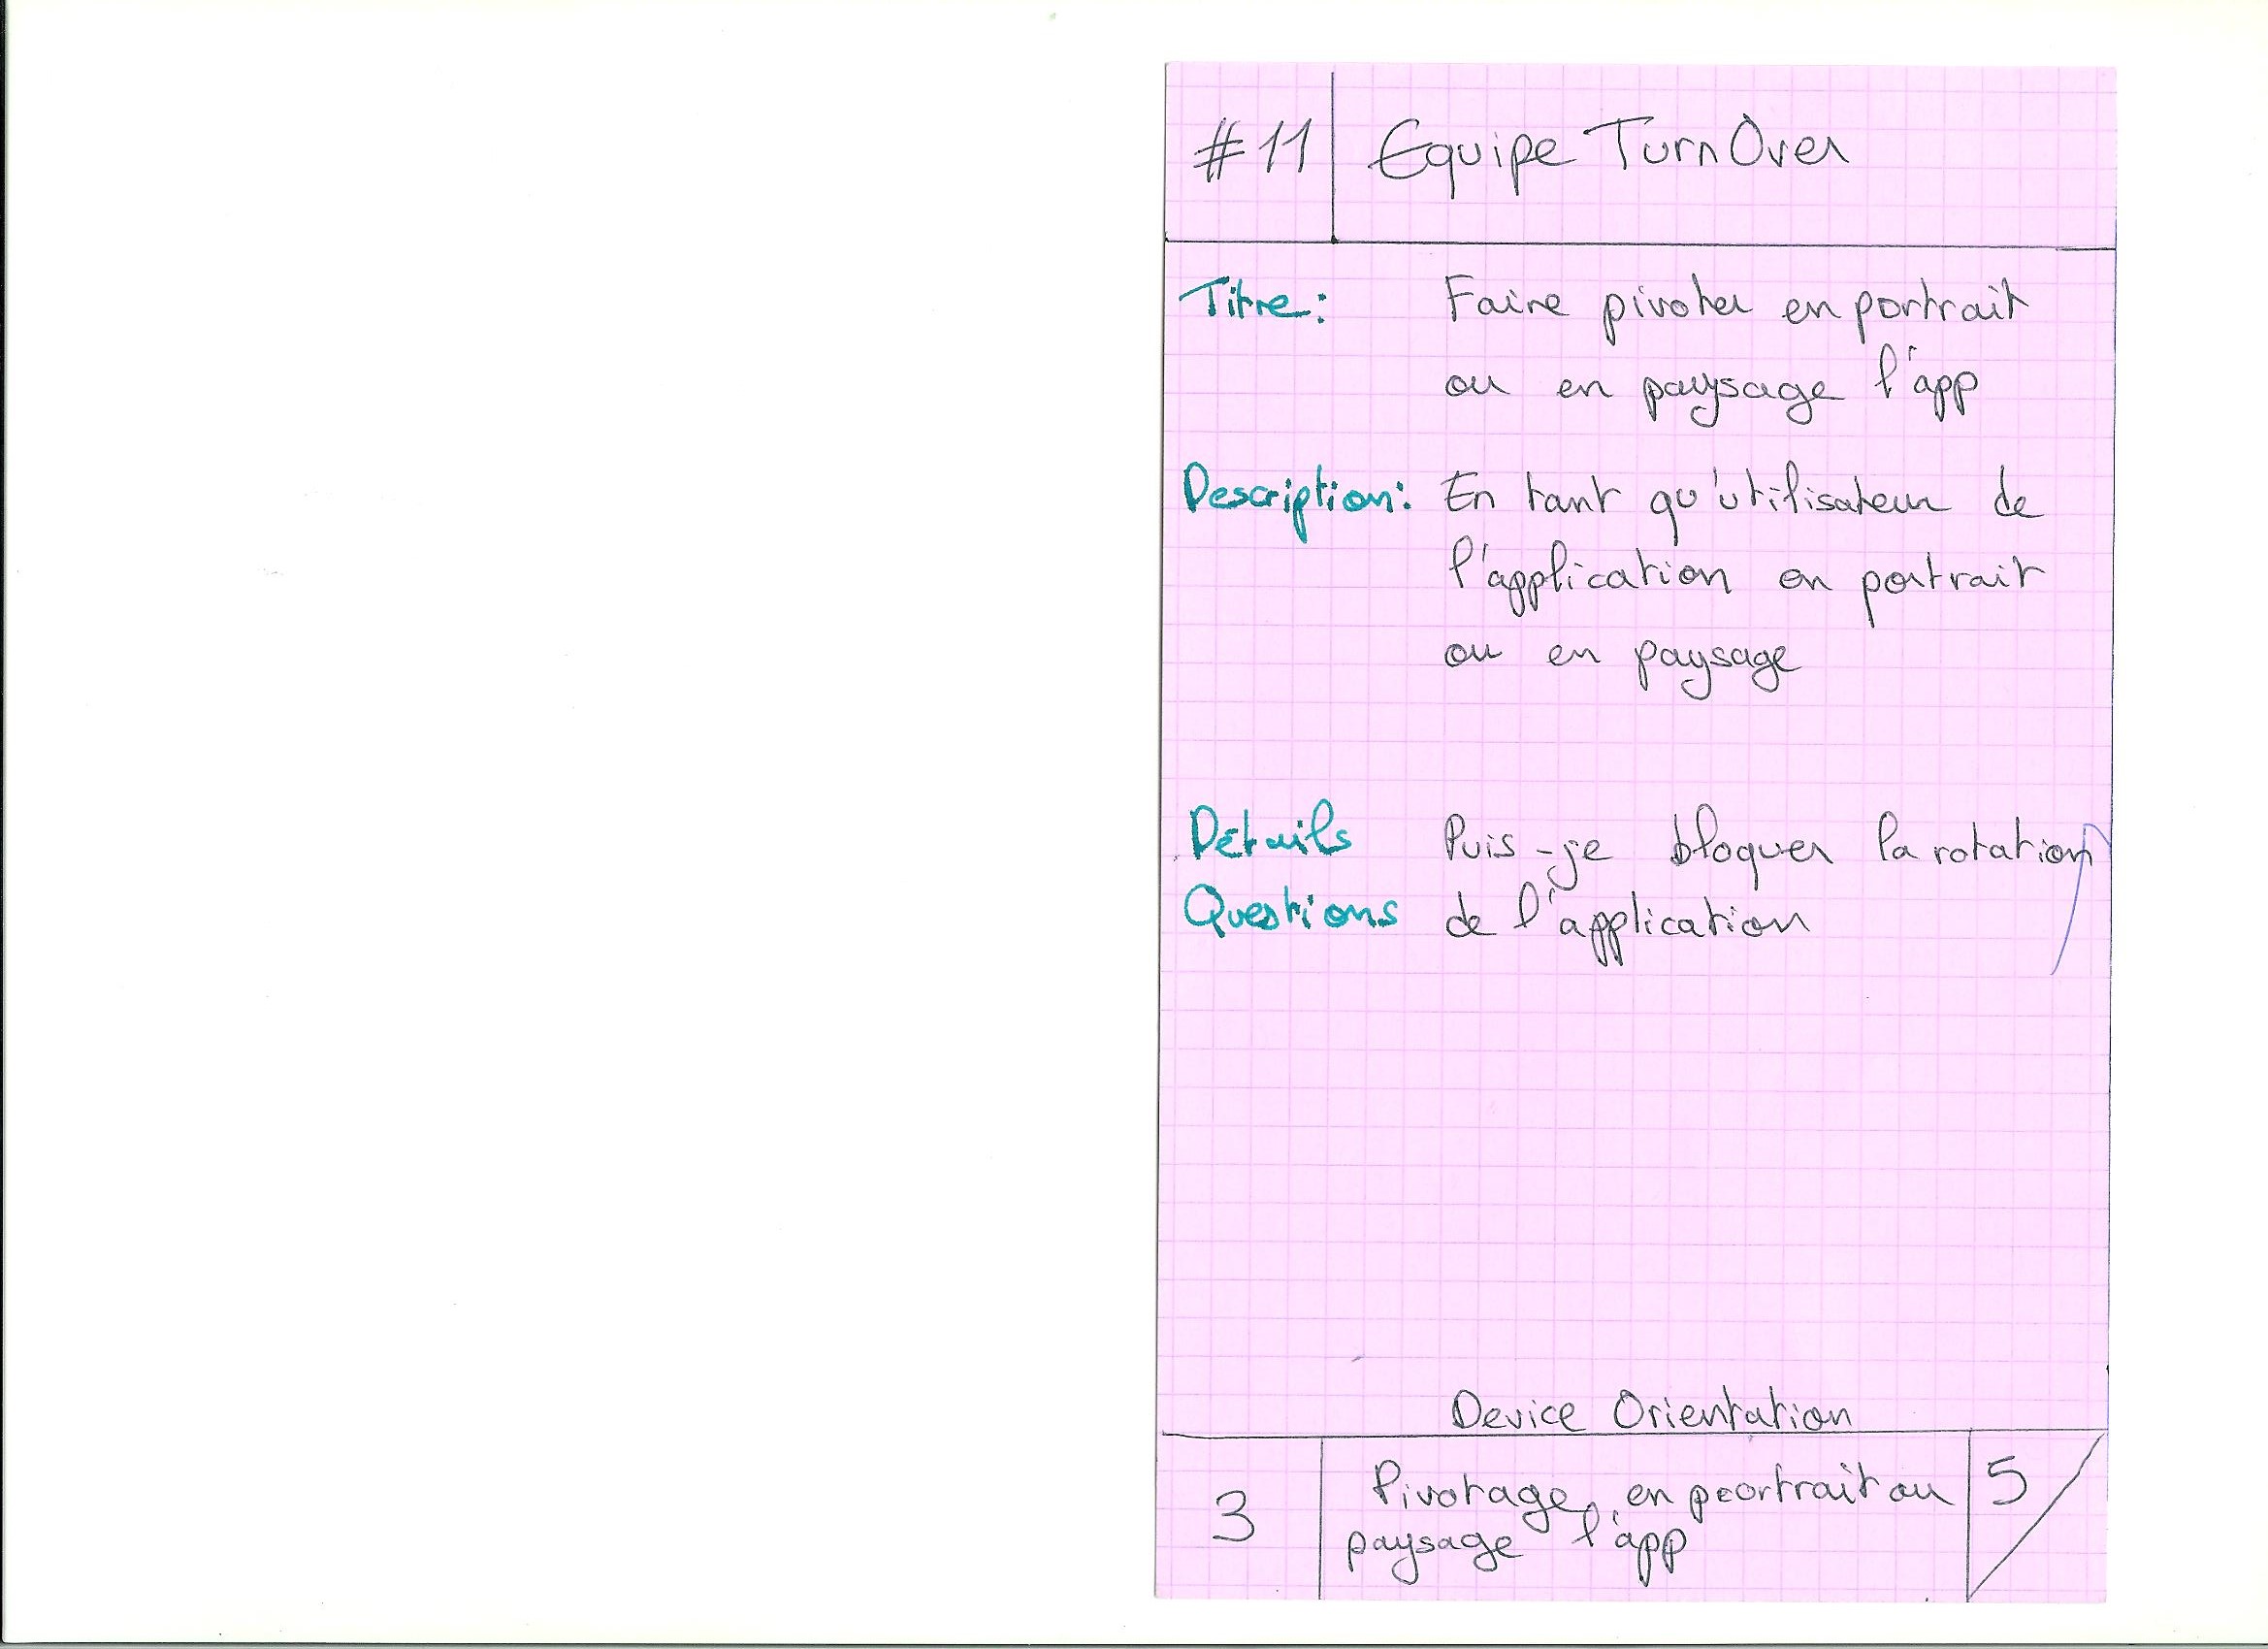 #11 Equipe TurnOver
Titre: Faire pivoter en portrait
ou en paysage l'app
Description: En tant qu'utilisateur de
l'application en portrait
ou en paysage
Détails Puis-je bloquer la rotation
Questions de l'application
Device Orientation
3 Pivotage en peortrait ou 5
paysage l'app